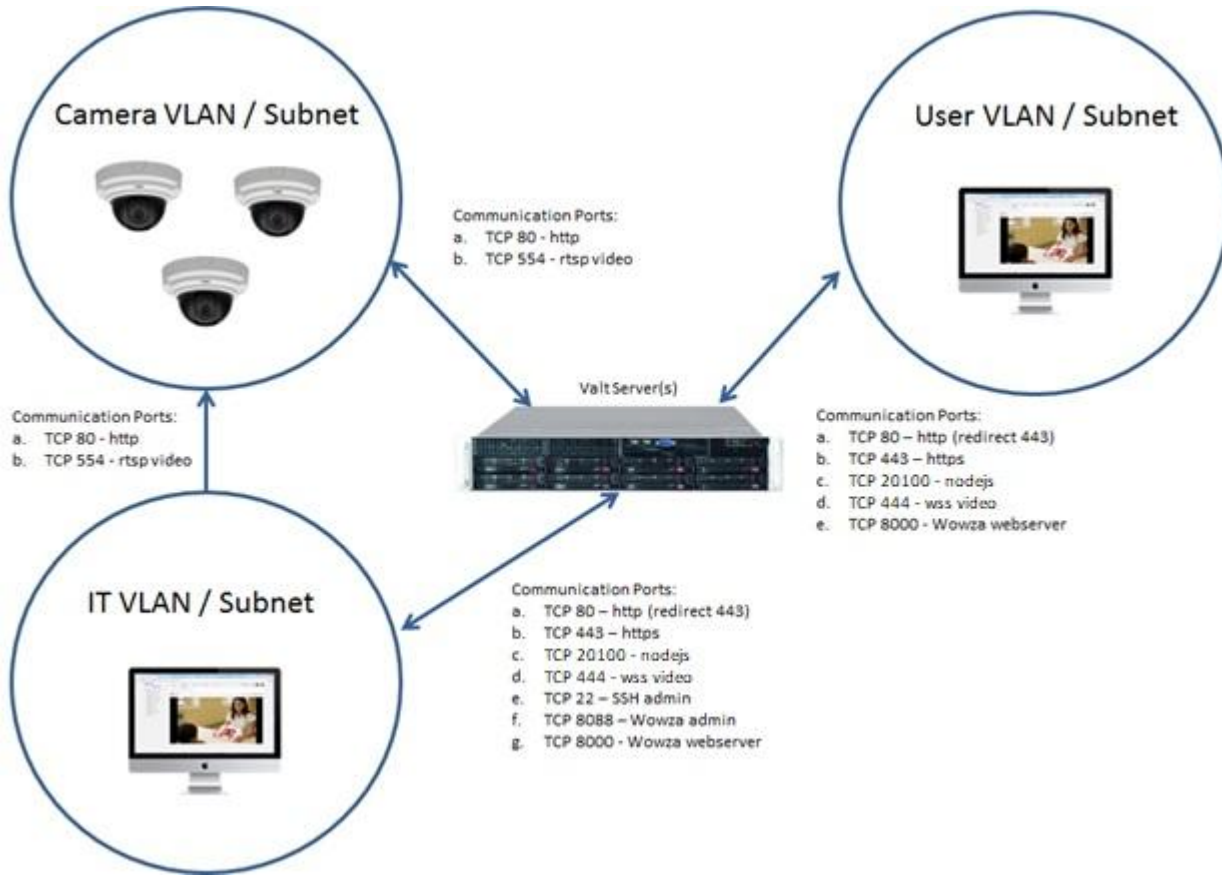 Camera VLAN / Subnet
User VLAN / Subnet
Communication Ports:
a. TCP 80 - http
b. TCP 554 - rtsp video
Valt Server(s)
Communication Ports:
a. TCP 80 - http
b. TCP 554 - rtsp video
Communication Ports:
a. TCP 80 – http (redirect 443)
b. TCP 443 – https
c. TCP 20100 - nodejs
d. TCP 444 - wss video
e. TCP 8000 - Wowza webserver
IT VLAN / Subnet
Communication Ports:
a. TCP 80 – http (redirect 443)
b. TCP 443 – https
c. TCP 20100 - nodejs
d. TCP 444 - wss video
e. TCP 22 – SSH admin
f. TCP 8088 – Wowza admin
g. TCP 8000 - Wowza webserver